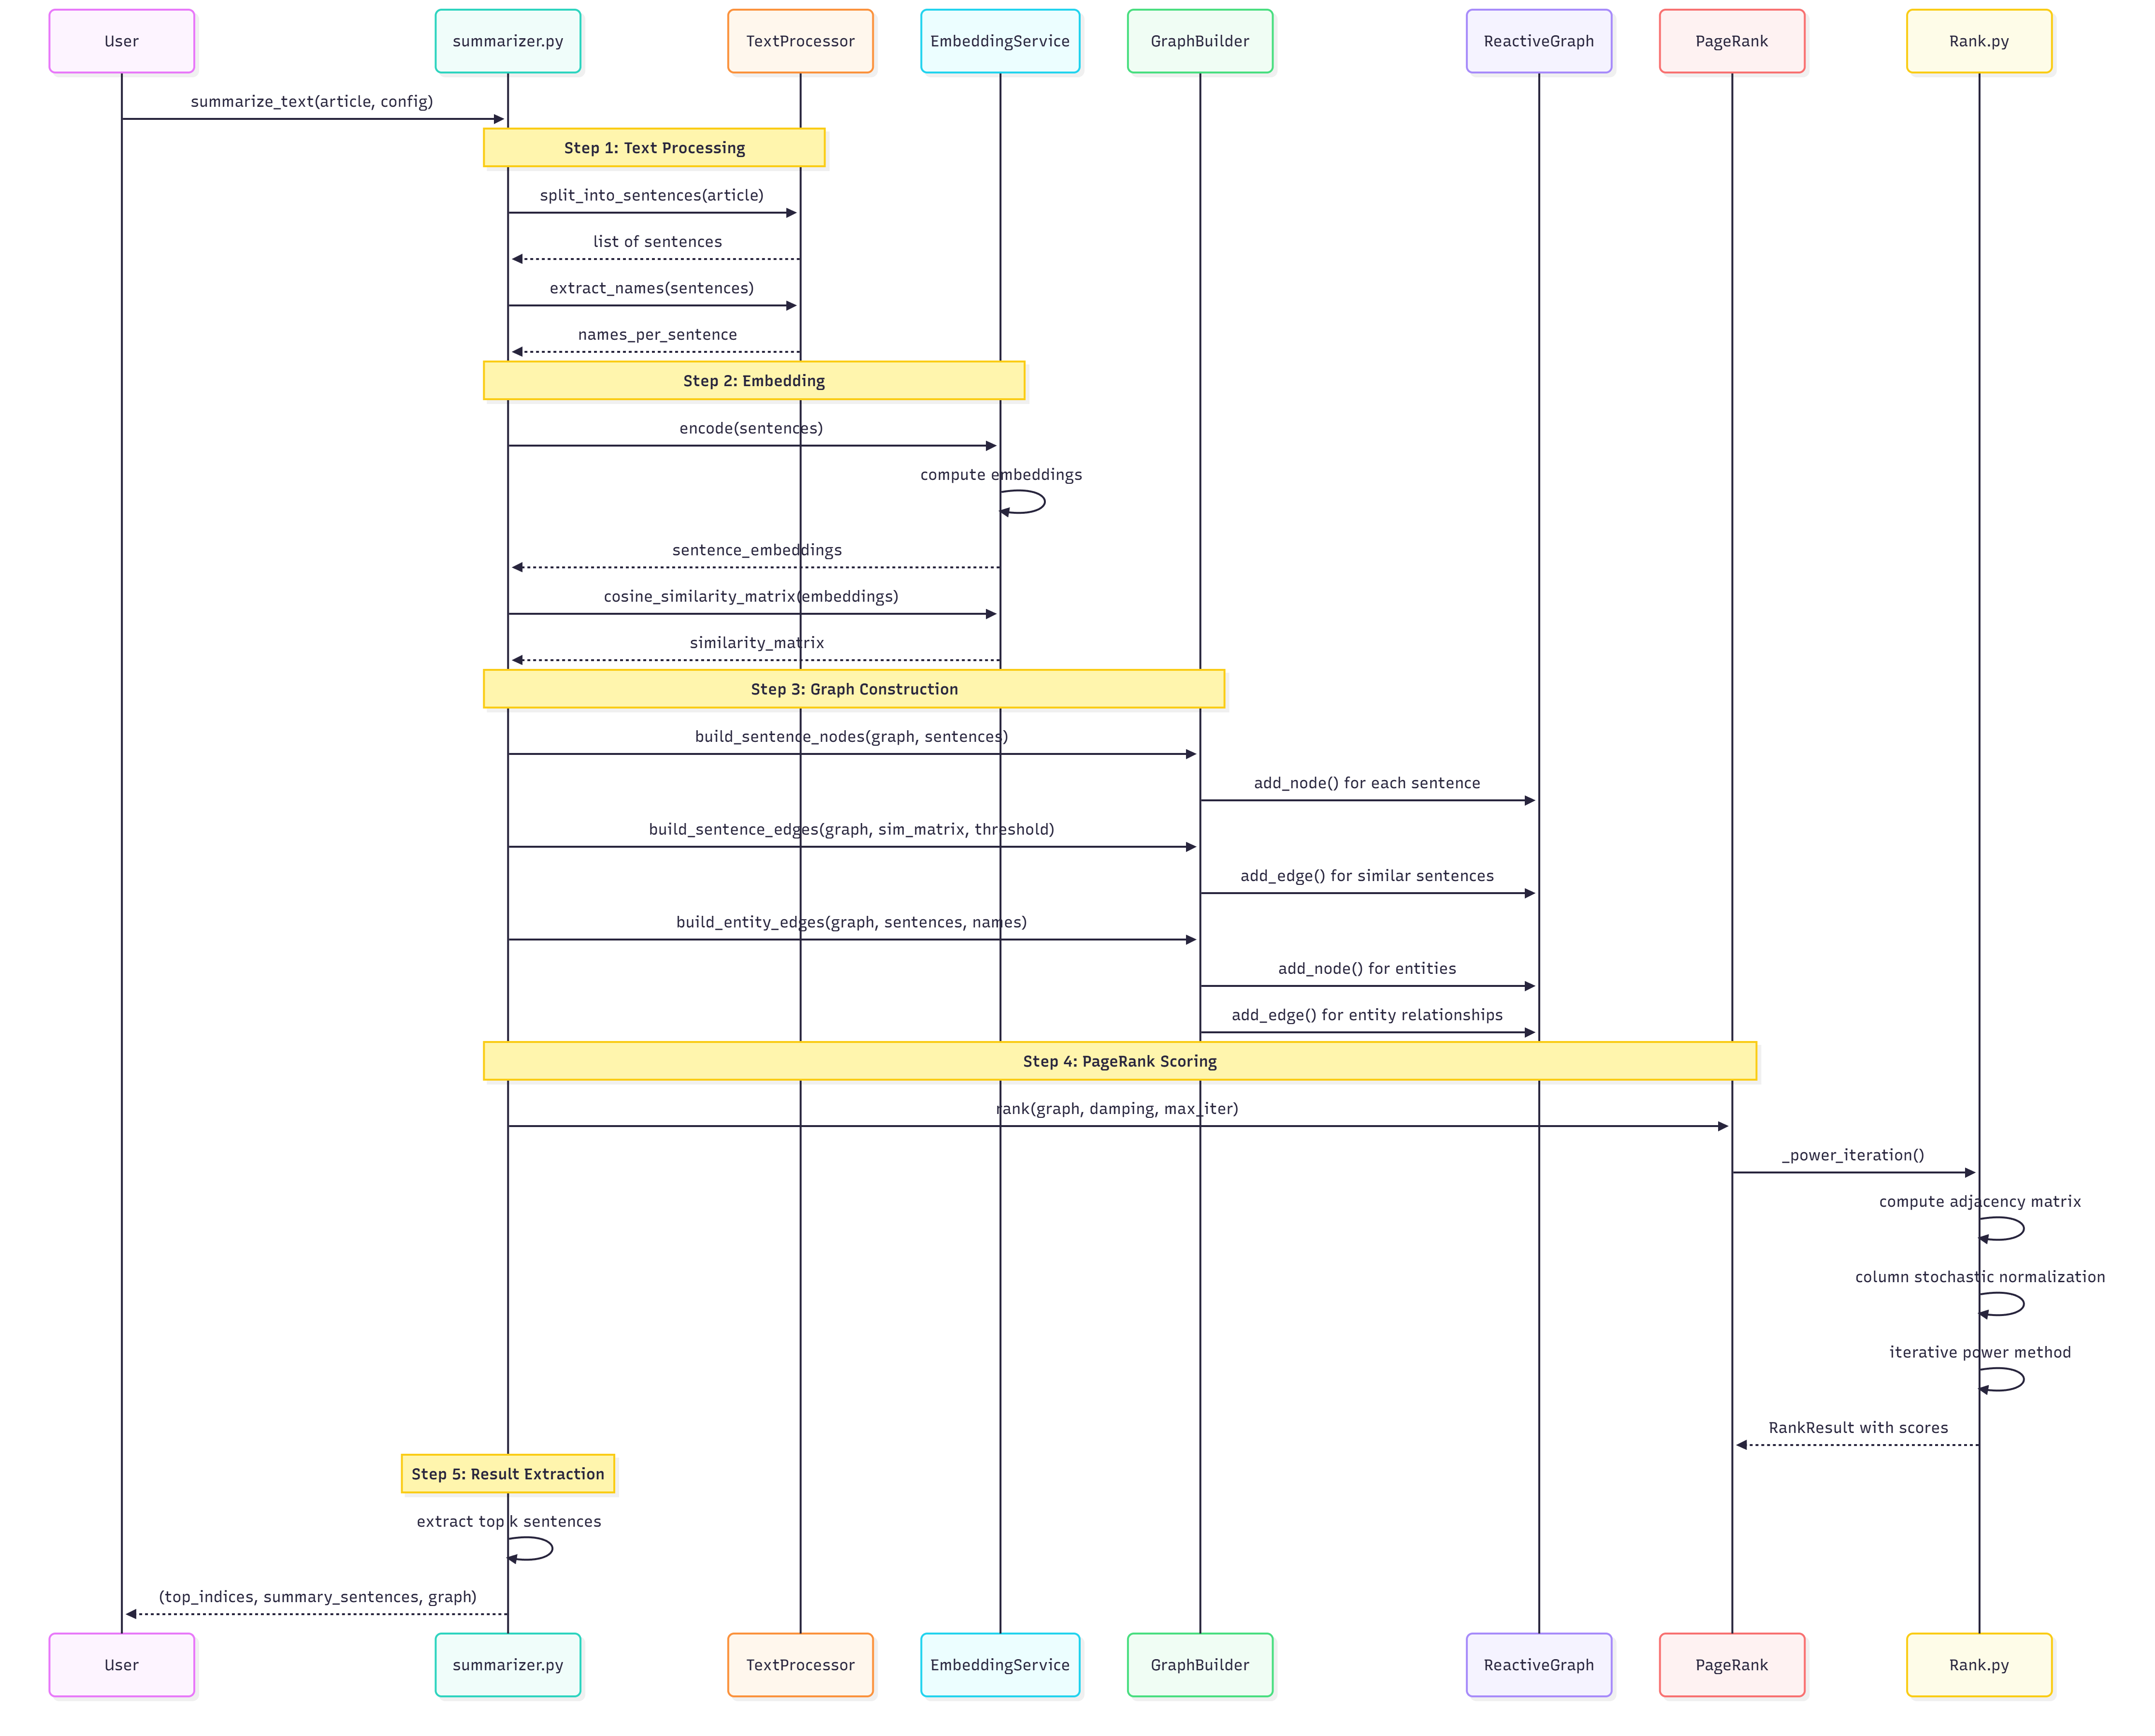 User
summarizer.py
TextProcessor
EmbeddingService
GraphBuilder
ReactiveGraph
PageRank
Rank.py
summarize_text(article, config)
Step 1: Text Processing
split_into_sentences(article)
list of sentences
extract_names(sentences)
names_per_sentence
Step 2: Embedding
encode(sentences)
compute embeddings
sentence_embeddings
cosine_similarity_matrix(embeddings)
similarity_matrix
Step 3: Graph Construction
build_sentence_nodes(graph, sentences)
add_node() for each sentence
build_sentence_edges(graph, sim_matrix, threshold)
add_edge() for similar sentences
build_entity_edges(graph, sentences, names)
add_node() for entities
add_edge() for entity relationships
Step 4: PageRank Scoring
rank(graph, damping, max_iter)
_power_iteration()
compute adjacency matrix
column stochastic normalization
iterative power method
RankResult with scores
Step 5: Result Extraction
extract top k sentences
(top_indices, summary_sentences, graph)
User
summarizer.py
TextProcessor
EmbeddingService
GraphBuilder
ReactiveGraph
PageRank
Rank.py